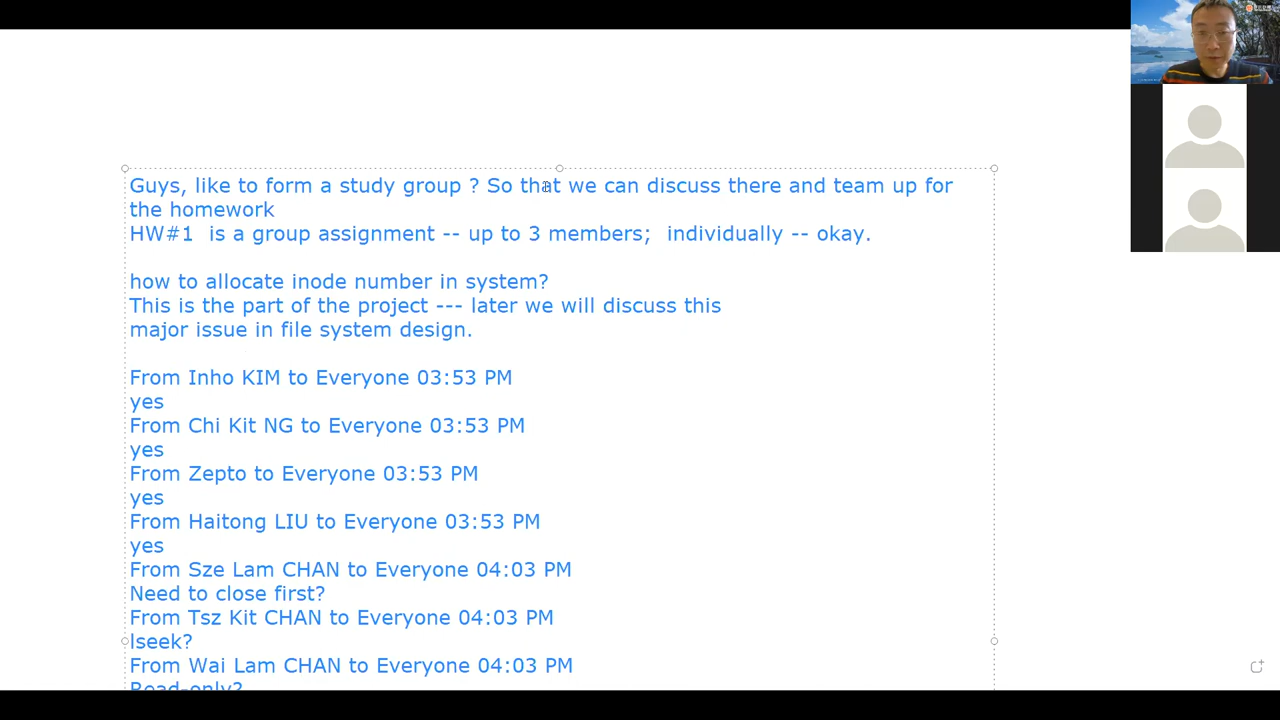 Guys, like to form a study group ? So that we can discuss there and team up for
the homework
HW#1  is a group assignment -- up to 3 members;  individually -- okay.
how to allocate inode number in system?
This is the part of the project --- later we will discuss this
major issue in file system design.
From Inho KIM to Everyone 03:53 PM
yes
From Chi Kit NG to Everyone 03:53 PM
yes
From Zepto to Everyone 03:53 PM
yes
From Haitong LIU to Everyone 03:53 PM
yes
From Sze Lam CHAN to Everyone 04:03 PM
Need to close first?
From Tsz Kit CHAN to Everyone 04:03 PM
lseek?
From Wai Lam CHAN to Everyone 04:03 PM
Read-only?